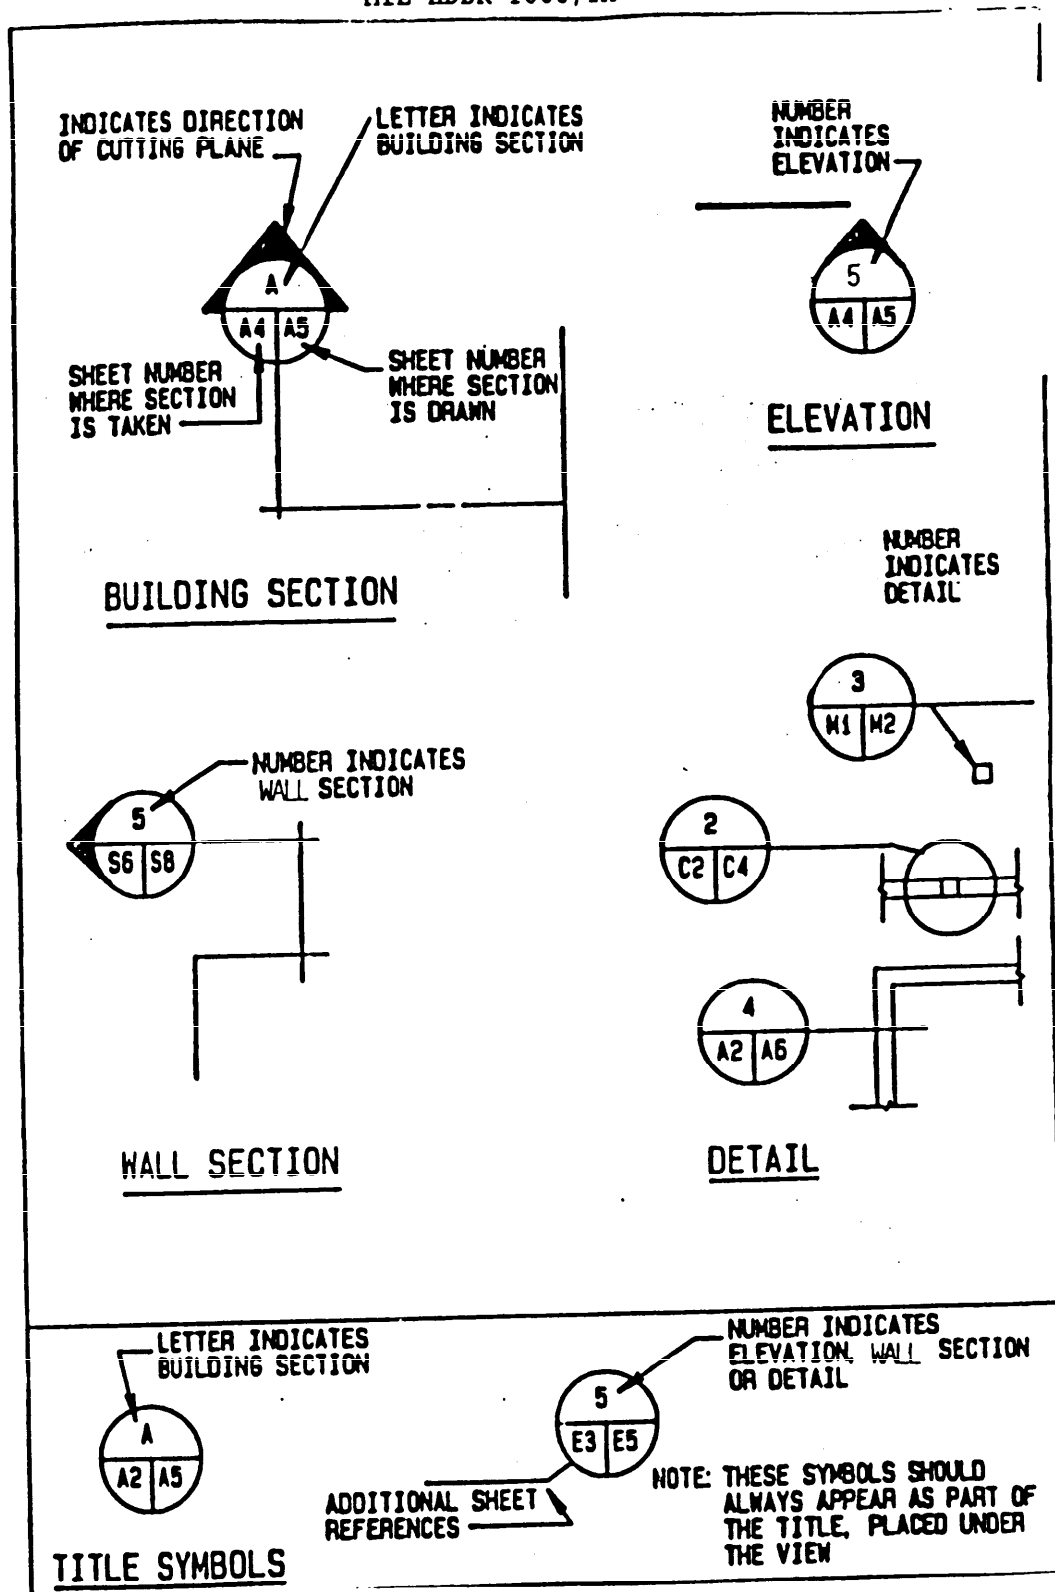 INDICATES DIRECTION
OF CUTTING PLANE
LETTER INDICATES
BUILDING SECTION
A
A4 A5
SHEET NUMBER
WHERE SECTION
IS TAKEN
SHEET NUMBER
WHERE SECTION
IS DRAWN
BUILDING SECTION
NUMBER
INDICATES
ELEVATION
5
A4 A5
ELEVATION
NUMBER INDICATES
WALL SECTION
5
S6 S8
WALL SECTION
NUMBER
INDICATES
DETAIL
3
M1 M2
2
C2 C4
4
A2 A6
DETAIL
LETTER INDICATES
BUILDING SECTION
A
A2 A5
TITLE SYMBOLS
NUMBER INDICATES
ELEVATION, WALL SECTION
OR DETAIL
5
E3 E5
ADDITIONAL SHEET
REFERENCES
NOTE: THESE SYMBOLS SHOULD
ALWAYS APPEAR AS PART OF
THE TITLE, PLACED UNDER
THE VIEW